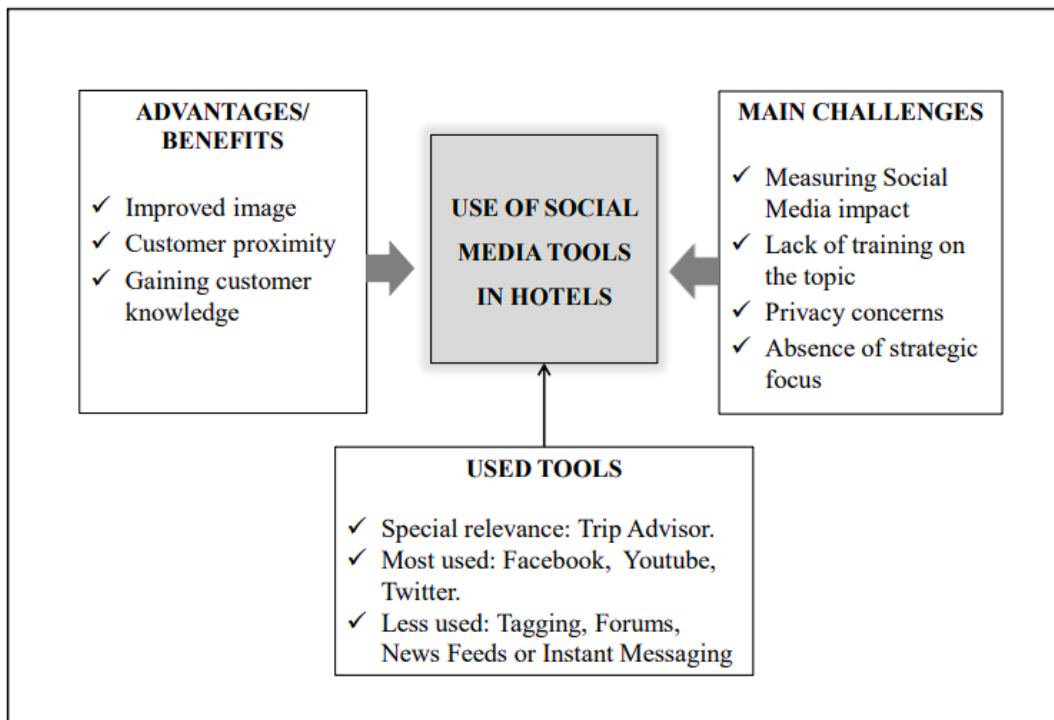 ADVANTAGES/
BENEFITS
✓ Improved image
✓ Customer proximity
✓ Gaining customer
knowledge
USE OF SOCIAL
MEDIA TOOLS
IN HOTELS
MAIN CHALLENGES
✓ Measuring Social
Media impact
✓ Lack of training on
the topic
✓ Privacy concerns
✓ Absence of strategic
focus
USED TOOLS
✓ Special relevance: Trip Advisor.
✓ Most used: Facebook, Youtube,
Twitter.
✓ Less used: Tagging, Forums,
News Feeds or Instant Messaging